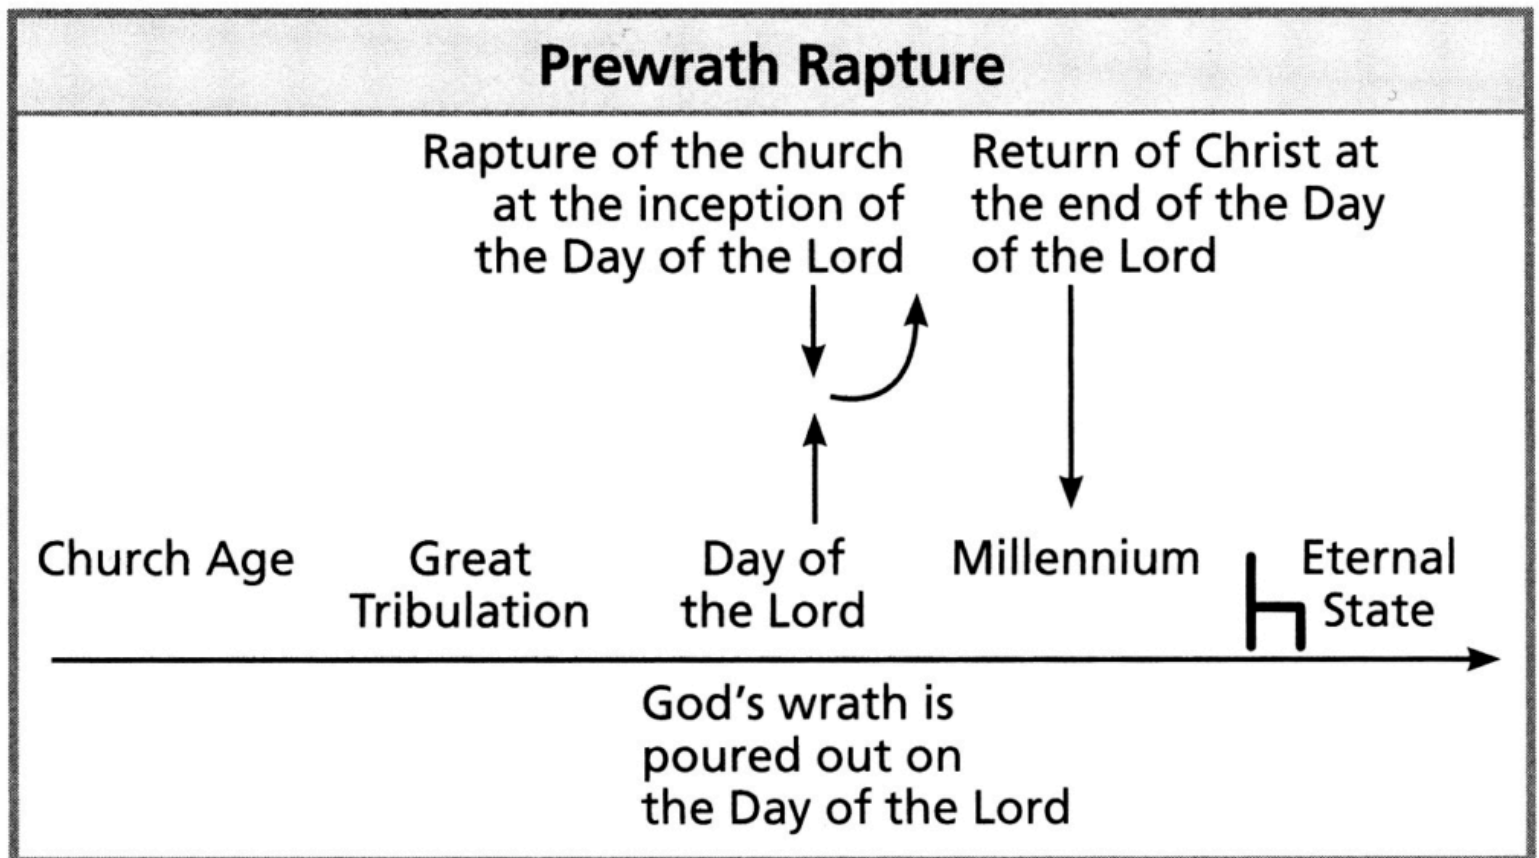 Prewrath Rapture
Rapture of the church
at the inception of
the Day of the Lord
Return of Christ at
the end of the Day
of the Lord
Church Age
Great
Tribulation
Day of
the Lord
Millennium
Eternal
State
God's wrath is
poured out on
the Day of the Lord